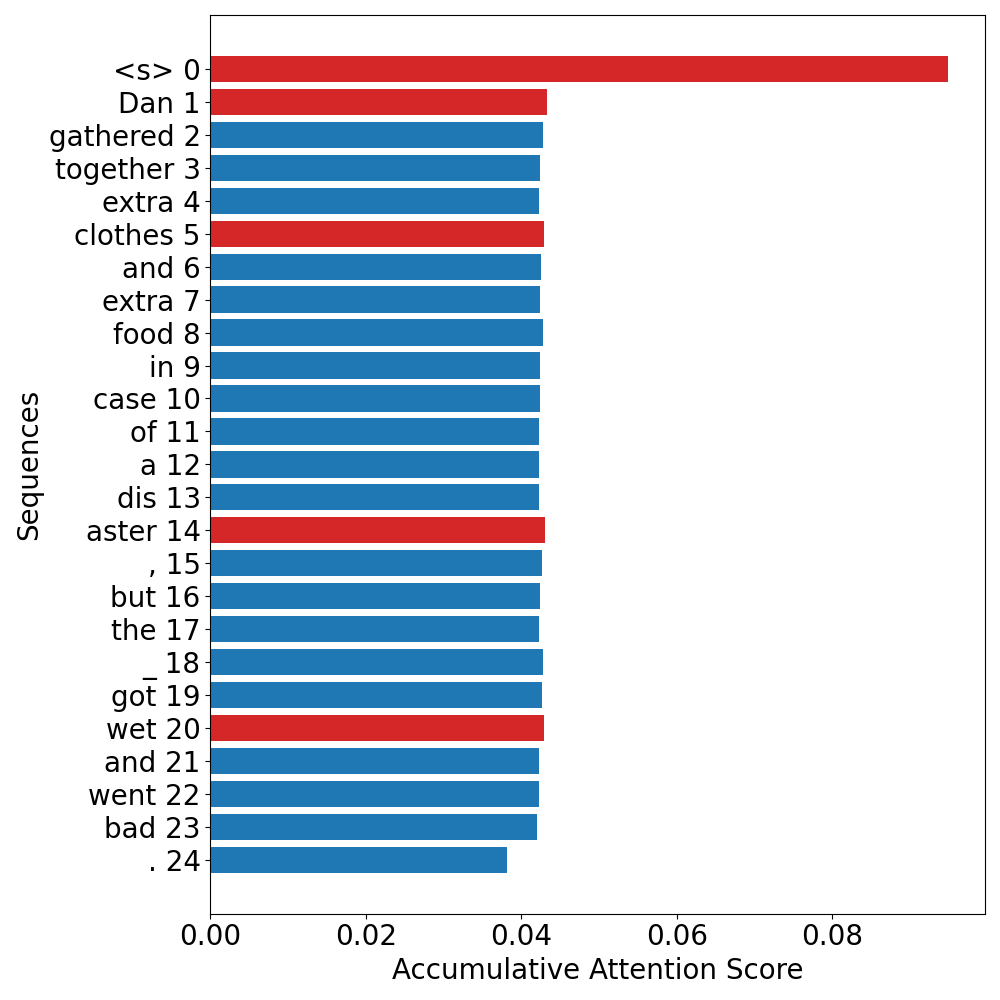 <s> 0
Dan 1
gathered 2
together 3
extra 4
clothes 5
and 6
extra 7
food 8
in 9
case 10
of 11
a 12
dis 13
aster 14
, 15
but 16
the 17
_ 18
got 19
wet 20
and 21
went 22
bad 23
. 24
Sequences
0.00 0.02 0.04 0.06 0.08
Accumulative Attention Score